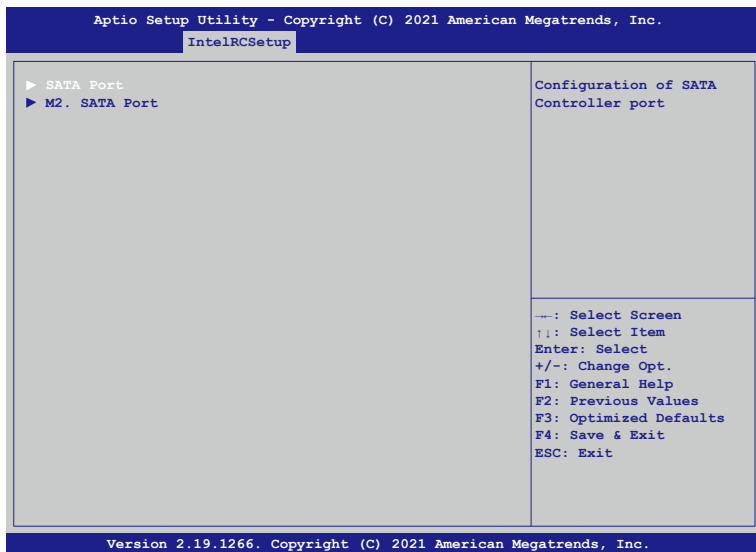 Aptio Setup Utility - Copyright (C) 2021 American Megatrends, Inc.
IntelRCSetup
▶ SATA Port
▶ M2. SATA Port
Configuration of SATA
Controller port
→←: Select Screen
↑↓: Select Item
Enter: Select
+/-: Change Opt.
F1: General Help
F2: Previous Values
F3: Optimized Defaults
F4: Save & Exit
ESC: Exit
Version 2.19.1266. Copyright (C) 2021 American Megatrends, Inc.